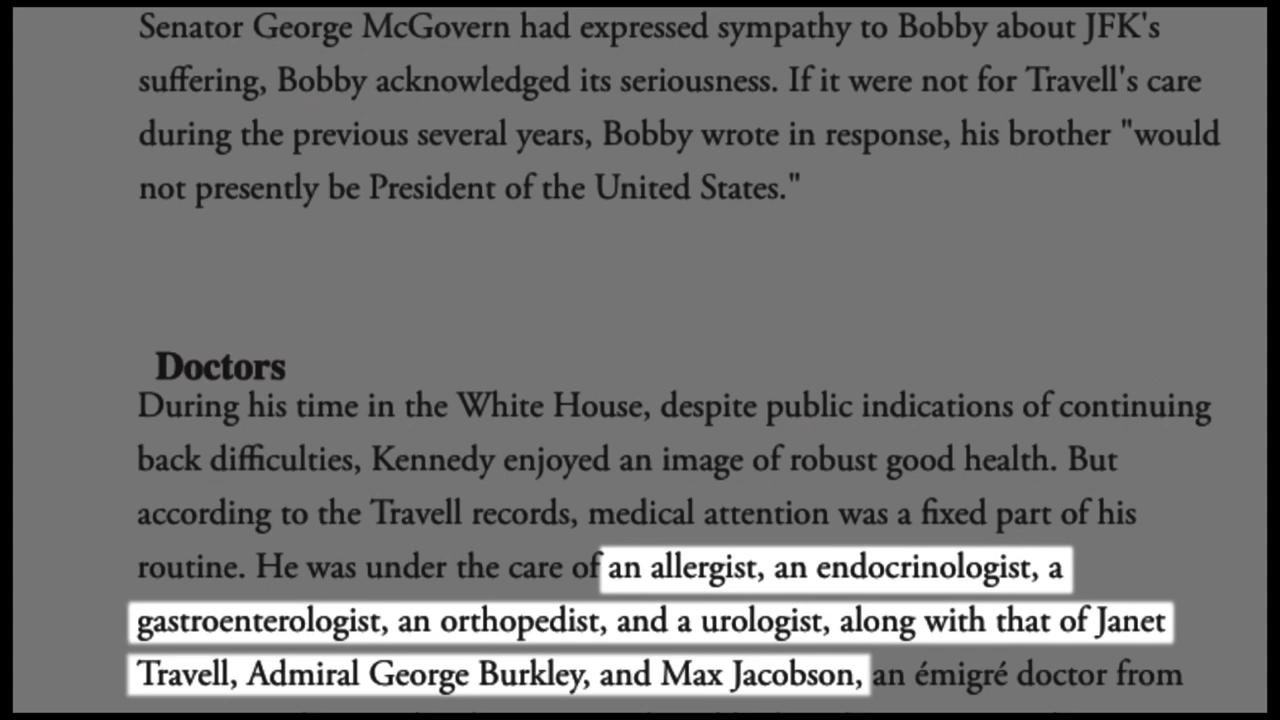 Senator George McGovern had expressed sympathy to Bobby about JFK's
suffering, Bobby acknowledged its seriousness. If it were not for Travell's care
during the previous several years, Bobby wrote in response, his brother "would
not presently be President of the United States."
Doctors
During his time in the White House, despite public indications of continuing
back difficulties, Kennedy enjoyed an image of robust good health. But
according to the Travell records, medical attention was a fixed part of his
routine. He was under the care of an allergist, an endocrinologist, a
gastroenterologist, an orthopedist, and a urologist, along with that of Janet
Travell, Admiral George Burkley, and Max Jacobson, an émigré doctor from